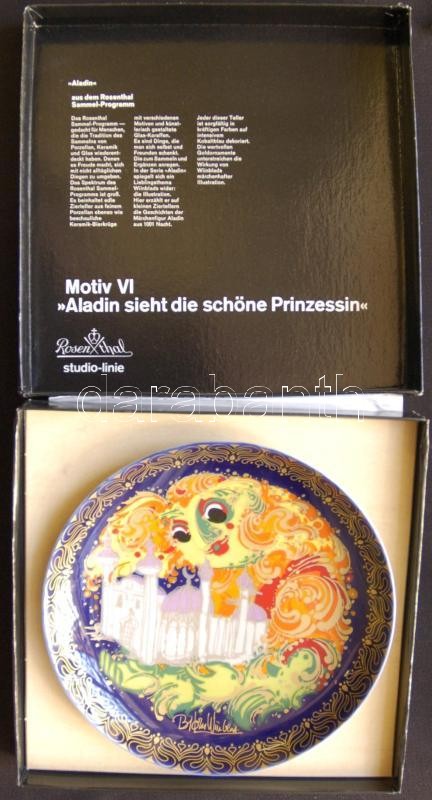 »Aladin«
aus dem Rosenthal
Sammel-Programm
Das Rosenthal
Sammel-Programm —
gedacht für Menschen,
die die Tradition des
Sammelns von
Porzellan, Keramik
und Glas wiederent-
deckt haben. Denen
es Freude macht, sich
mit nicht alltäglichen
Dingen zu umgeben.
Das Spektrum des
Rosenthal Sammel-
Programms ist groß.
Es beinhaltet edle
Zierteller aus feinem
Porzellan ebenso wie
beschauliche
Keramik-Bierkrüge
mit verschiedenen
Motiven und künst-
lerisch gestaltete
Glas-Karaffen.
Es sind Dinge, die
man sich selbst und
Freunden schenkt.
Die zum Sammeln und
Ergänzen anregen.
In der Serie »Aladin«
spiegelt sich ein
Lieblingsthema
Wiinblads wider:
die Illustration.
Hier erzählt er auf
kleinen Ziertellern
die Geschichten der
Märchenfigur Aladin
aus 1001 Nacht.
Jeder dieser Teller
ist sorgfältig in
kräftigen Farben auf
intensivem
Kobaltblau dekoriert.
Die wertvollen
Goldornamente
unterstreichen die
Wirkung von
Wiinblads
märchenhafter
Illustration.
Motiv VI
»Aladin sieht die schöne Prinzessin«
Rosenthal
studio-linie
darabanth
Bjørn Wiinblad